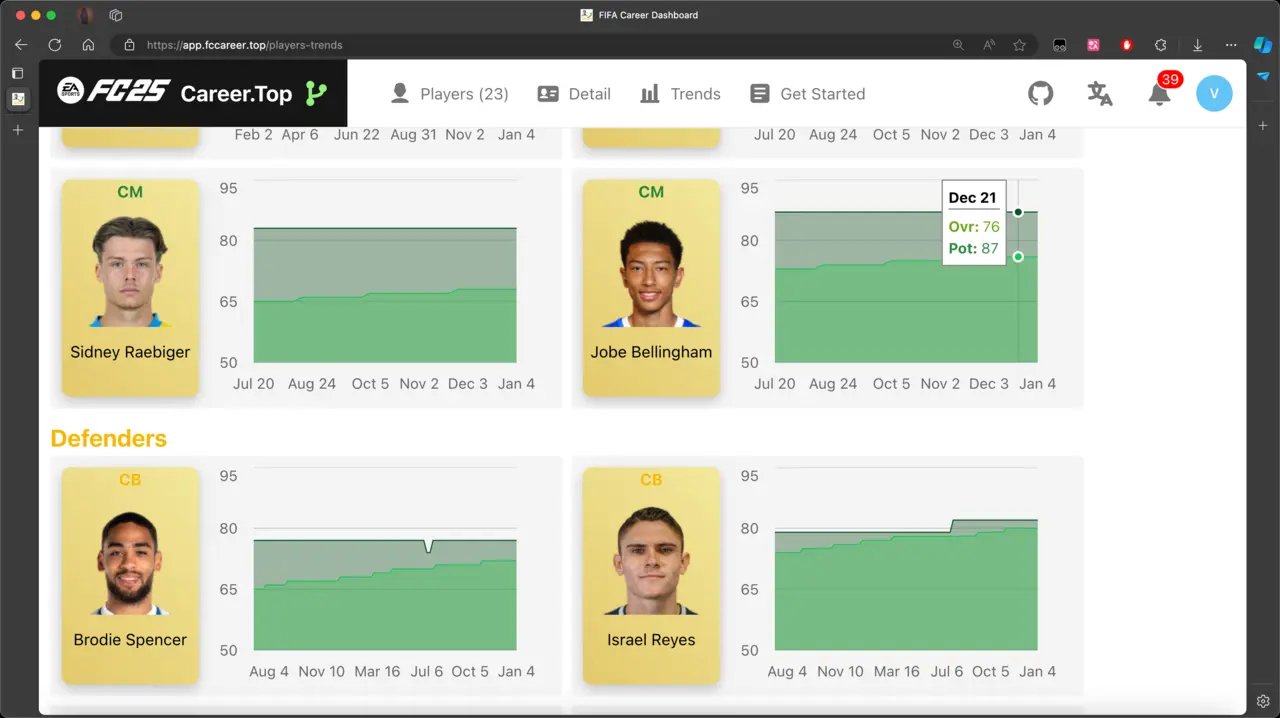 FIFA Career Dashboard
https://app.fccareer.top/players-trends
EA SPORTS FC25 Career.Top
Players (23)
Detail
Trends
Get Started
39
V
Feb 2 Apr 6 Jun 22 Aug 31 Nov 2 Jan 4
Jul 20 Aug 24 Oct 5 Nov 2 Dec 3 Jan 4
CM
Sidney Raebiger
95
80
65
50
Jul 20 Aug 24 Oct 5 Nov 2 Dec 3 Jan 4
CM
Jobe Bellingham
95
80
65
50
Dec 21
Ovr: 76
Pot: 87
Jul 20 Aug 24 Oct 5 Nov 2 Dec 3 Jan 4
Defenders
CB
Brodie Spencer
95
80
65
50
Aug 4 Nov 10 Mar 16 Jul 6 Oct 5 Jan 4
CB
Israel Reyes
95
80
65
50
Aug 4 Nov 10 Mar 16 Jul 6 Oct 5 Jan 4